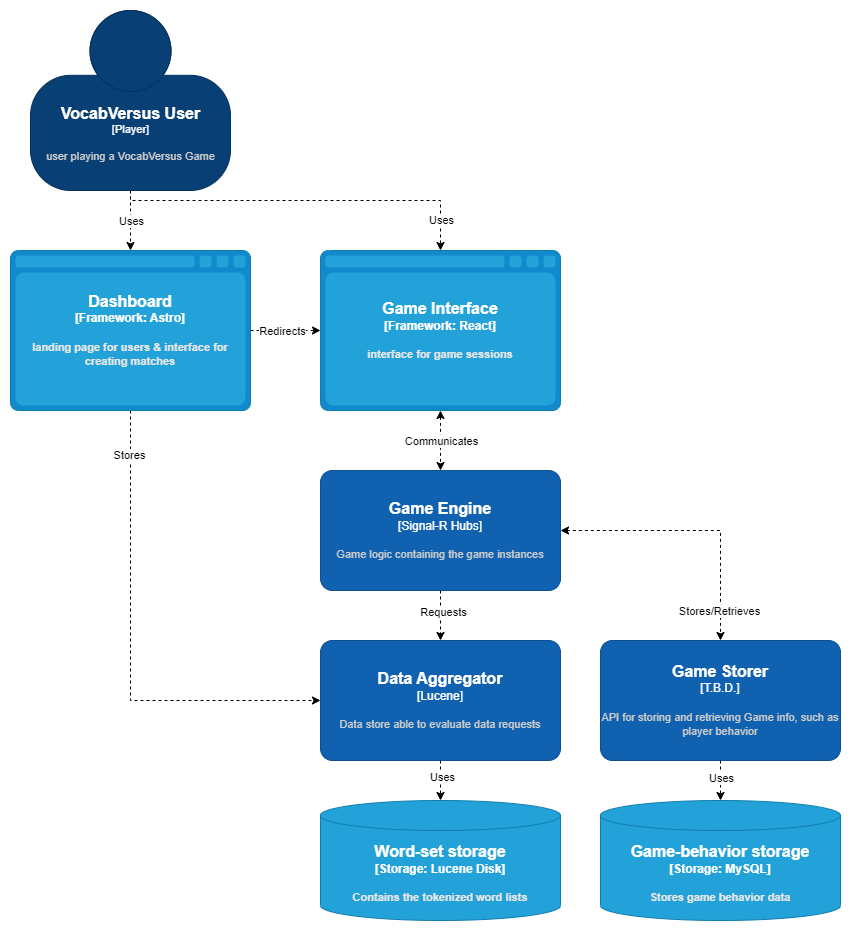 VocabVersus User
[Player]
user playing a VocabVersus Game
Uses
Uses
Dashboard
[Framework: Astro]
landing page for users & interface for
creating matches
Redirects
Game Interface
[Framework: React]
interface for game sessions
Stores
Communicates
Game Engine
[Signal-R Hubs]
Game logic containing the game instances
Requests
Stores/Retrieves
Data Aggregator
[Lucene]
Data store able to evaluate data requests
Game Storer
[T.B.D.]
API for storing and retrieving Game info, such as
player behavior
Uses
Uses
Word-set storage
[Storage: Lucene Disk]
Contains the tokenized word lists
Game-behavior storage
[Storage: MySQL]
Stores game behavior data